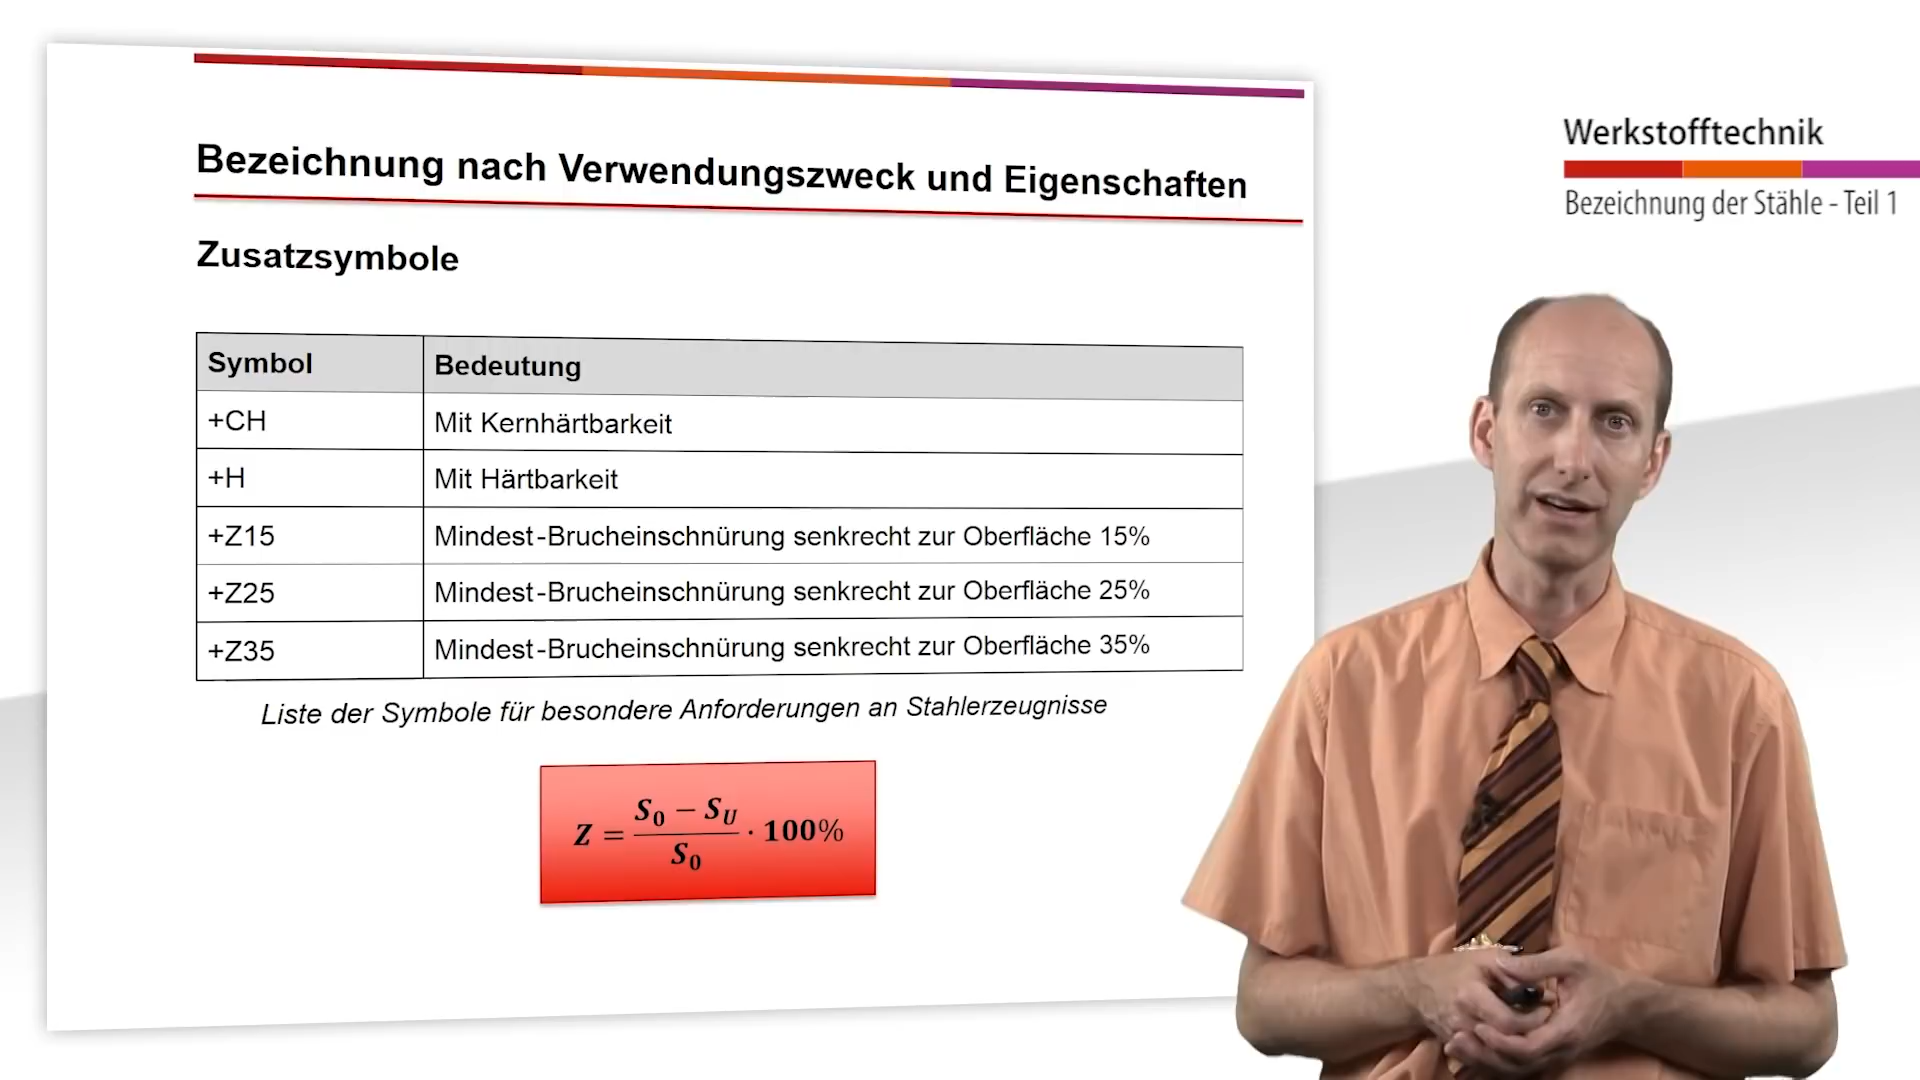 Bezeichnung nach Verwendungszweck und Eigenschaften
Zusatzsymbole
Symbol Bedeutung
+CH Mit Kernhärtbarkeit
+H Mit Härtbarkeit
+Z15 Mindest-Brucheinschnürung senkrecht zur Oberfläche 15%
+Z25 Mindest-Brucheinschnürung senkrecht zur Oberfläche 25%
+Z35 Mindest-Brucheinschnürung senkrecht zur Oberfläche 35%
Liste der Symbole für besondere Anforderungen an Stahlerzeugnisse
Z = (S₀ − S_U) / S₀ · 100%
Werkstofftechnik
Bezeichnung der Stähle - Teil 1